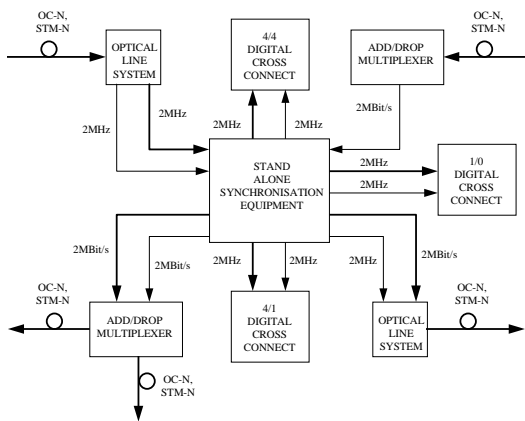 OC-N,
STM-N
OPTICAL
LINE
SYSTEM
4/4
DIGITAL
CROSS
CONNECT
ADD/DROP
MULTIPLEXER
OC-N,
STM-N
2MHz
2MHz
2MHz
2MHz
2MBit/s
STAND
ALONE
SYNCHRONISATION
EQUIPMENT
2MHz
2MHz
1/0
DIGITAL
CROSS
CONNECT
2MBit/s
2MBit/s
2MHz
2MHz
2MHz
2MBit/s
OC-N,
STM-N
ADD/DROP
MULTIPLEXER
4/1
DIGITAL
CROSS
CONNECT
OPTICAL
LINE
SYSTEM
OC-N,
STM-N
OC-N,
STM-N